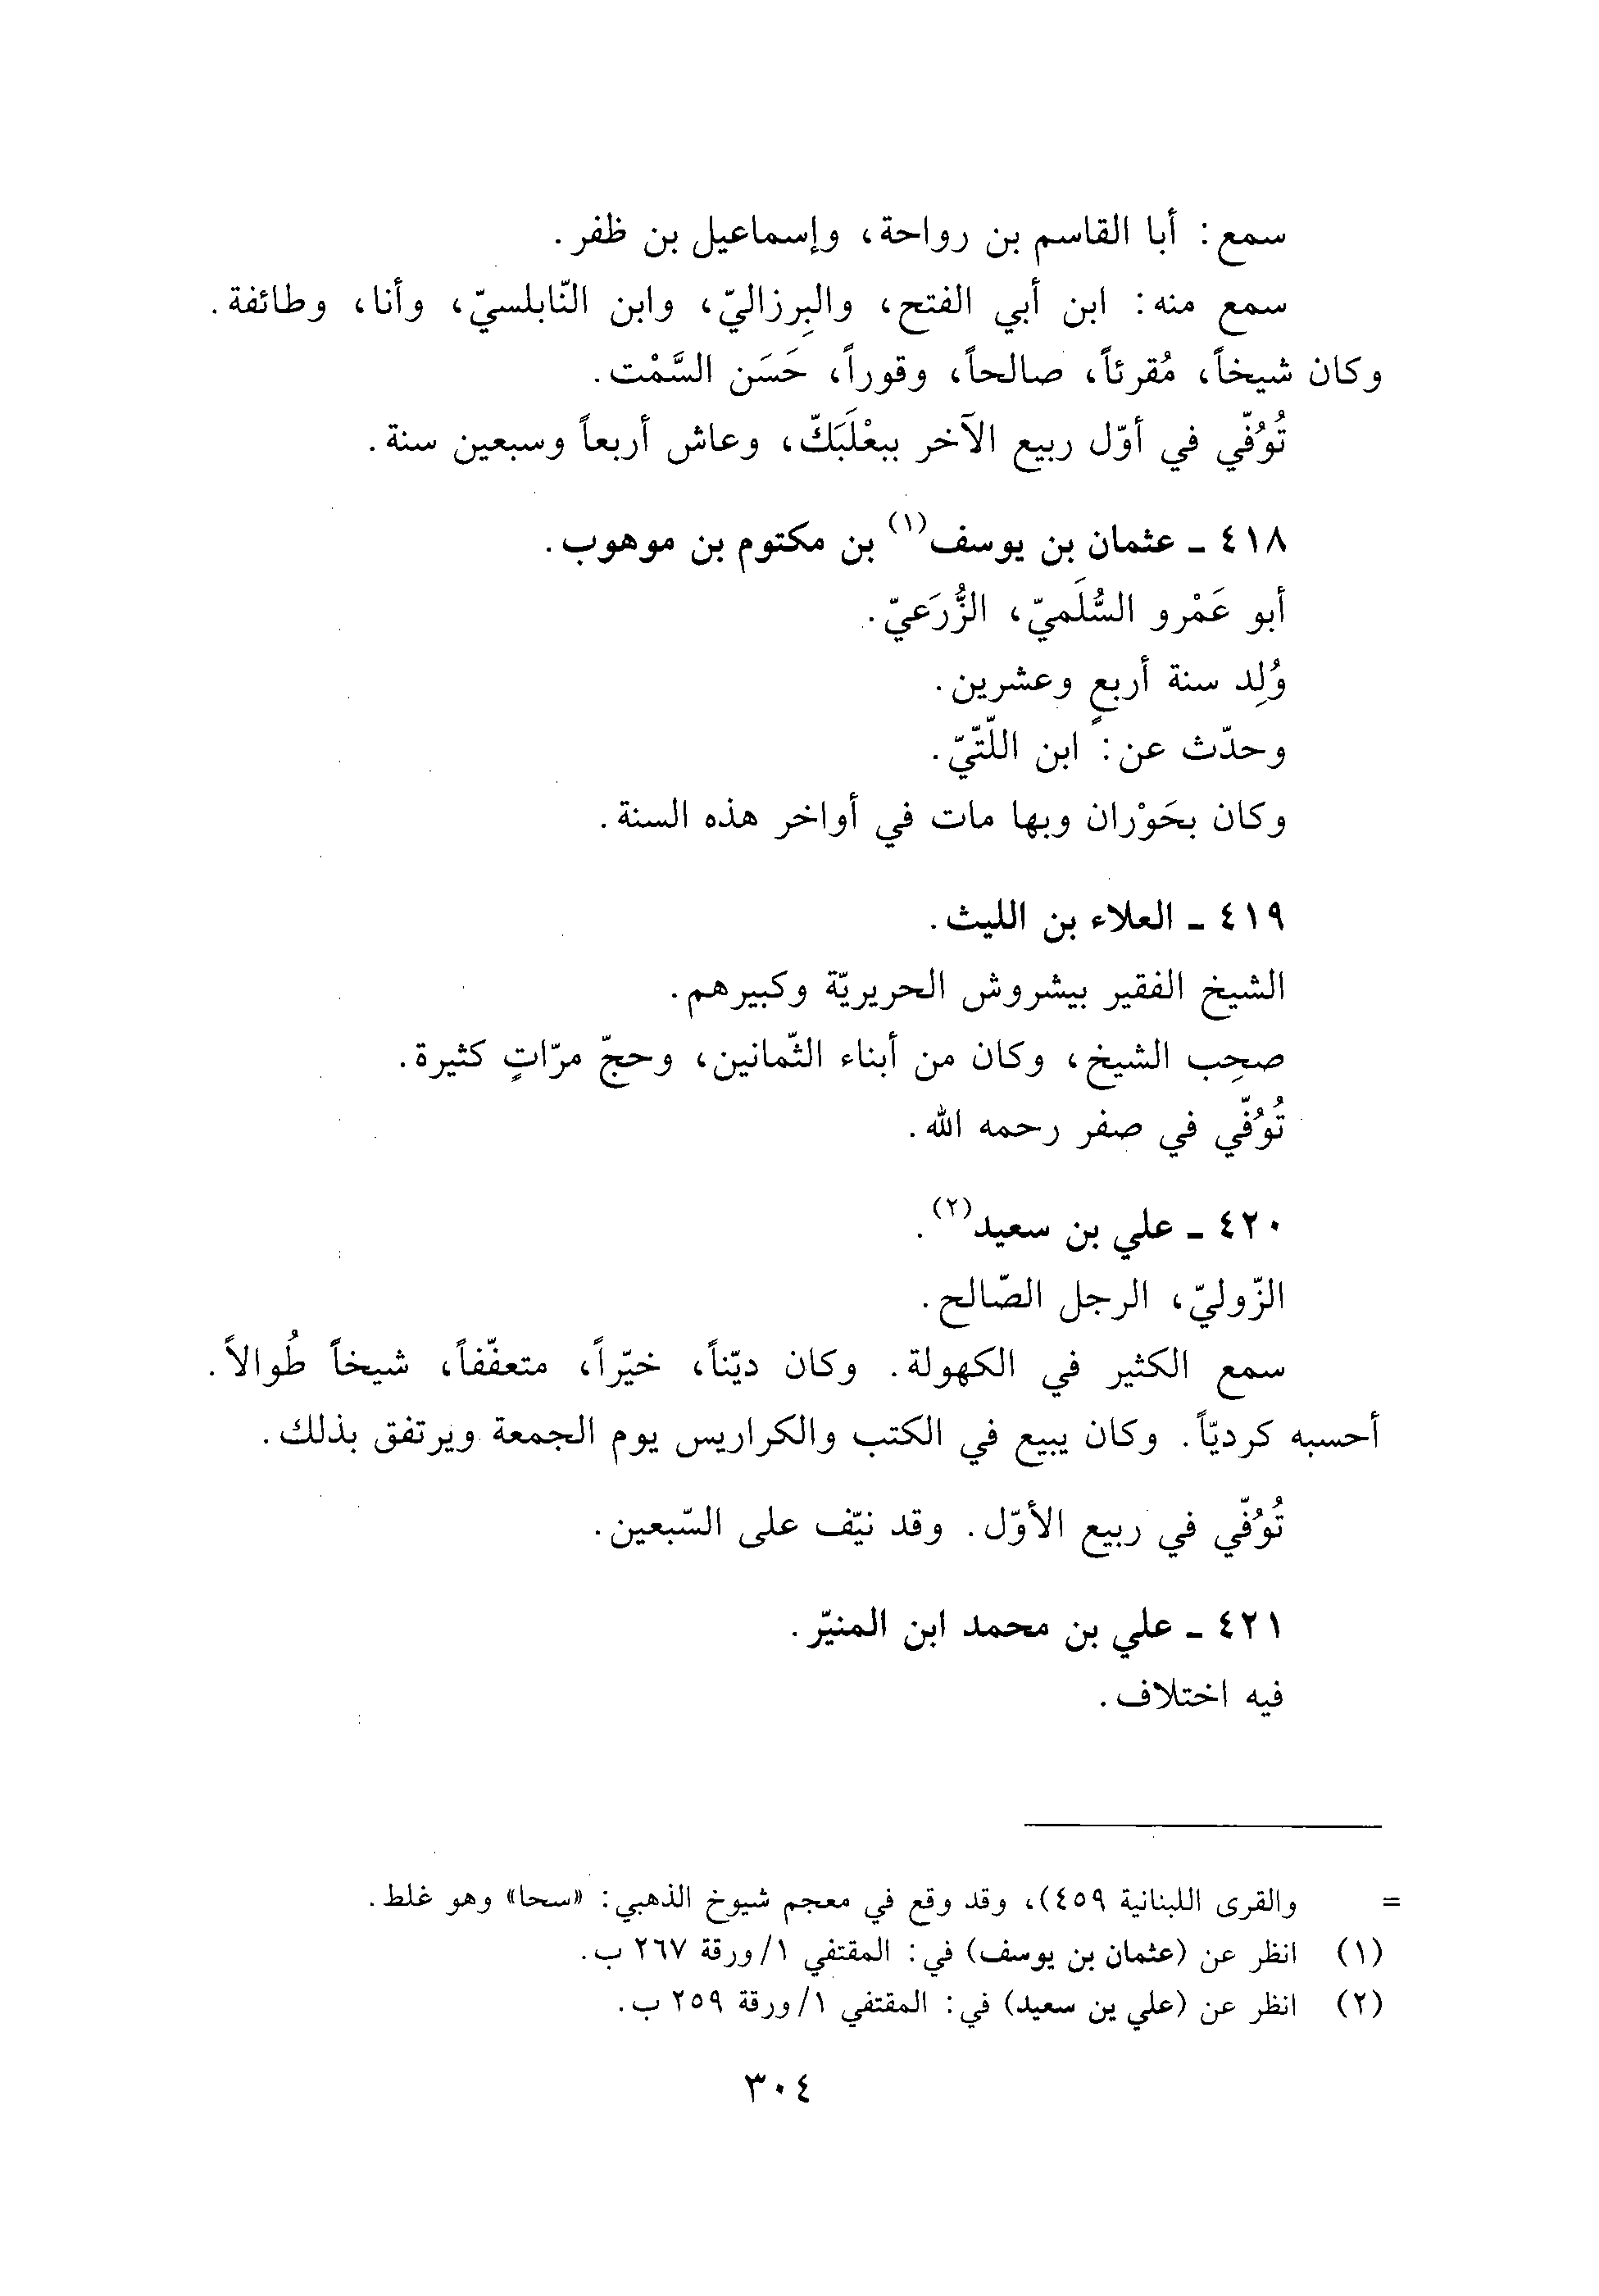 سمع: أبا القاسم بن رواحة، وإسماعيل بن ظفر.
سمع منه: ابن أبي الفتح، والبِرزاليّ، وابن النّابلسيّ، وأنا، وطائفة.
وكان شيخاً، مُقرئاً، صالحاً، وقوراً، حَسَن السَّمْت.
تُوُفّي في أوّل ربيع الآخر ببعْلَبَكّ، وعاش أربعاً وسبعين سنة.
٤١٨ ـ عثمان بن يوسف(١) بن مكتوم بن موهوب.
أبو عَمْرو السُّلَميّ، الزُّرَعيّ.
وُلِد سنة أربعٍ وعشرين.
وحدّث عن: ابن اللّتّيّ.
وكان بحَوْران وبها مات في أواخر هذه السنة.
٤١٩ ـ العلاء بن الليث.
الشيخ الفقير بيشروش الحريريّة وكبيرهم.
صحِب الشيخ، وكان من أبناء الثّمانين، وحجّ مرّاتٍ كثيرة.
تُوُفّي في صفر رحمه الله.
٤٢٠ ـ علي بن سعيد(٢).
الزّوليّ، الرجل الصّالح.
سمع الكثير في الكهولة. وكان ديّناً، خيّراً، متعفّفاً، شيخاً طُوالاً.
أحسبه كرديّاً. وكان يبيع في الكتب والكراريس يوم الجمعة ويرتفق بذلك.
تُوُفّي في ربيع الأوّل. وقد نيّف على السّبعين.
٤٢١ ـ علي بن محمد ابن المنيّر.
فيه اختلاف.
= والقرى اللبنانية ٤٥٩)، وقد وقع في معجم شيوخ الذهبي: «سحا» وهو غلط.
(١) انظر عن (عثمان بن يوسف) في: المقتفي ١/ورقة ٢٦٧ ب.
(٢) انظر عن (علي ين سعيد) في: المقتفي ١/ورقة ٢٥٩ ب.
٣٠٤